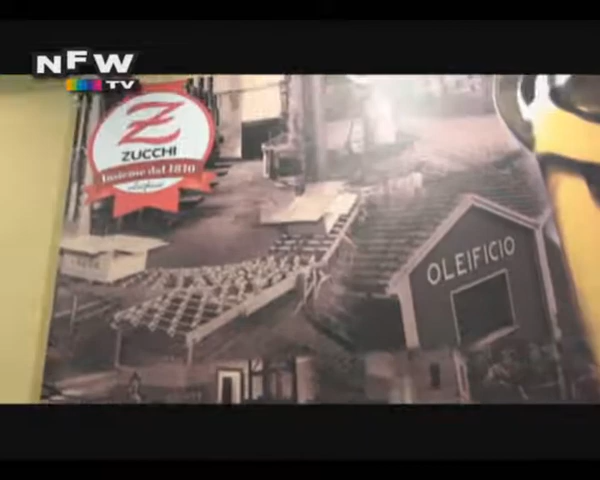 NFW
TV
Z
ZUCCHI
Insieme dal 1810
OLEIFICIO